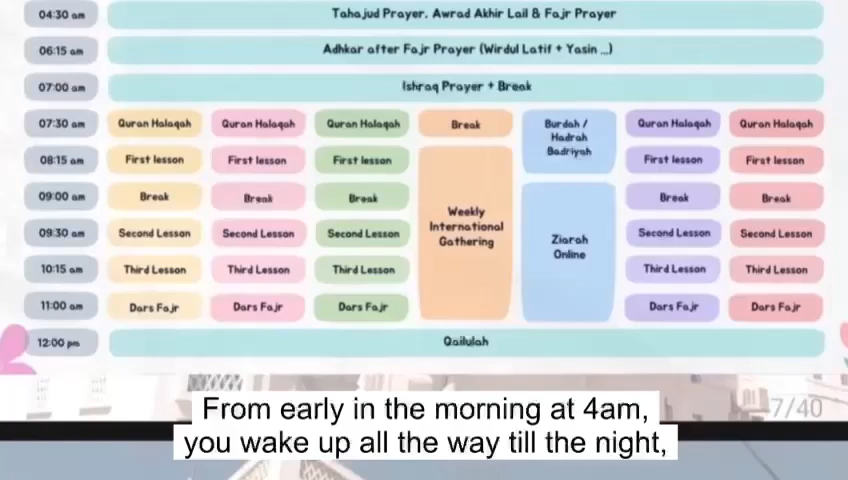 04:30 am
Tahajud Prayer, Awrad Akhir Lail & Fajr Prayer
06:15 am
Adhkar after Fajr Prayer (Wirdul Latif + Yasin ...)
07:00 am
Ishraq Prayer + Break
07:30 am
Quran Halaqah
Quran Halaqah
Quran Halaqah
Break
Burdah /
Hadrah
Badriyah
Quran Halaqah
Quran Halaqah
08:15 am
First lesson
First lesson
First lesson
Weekly
International
Gathering
First lesson
First lesson
09:00 am
Break
Break
Break
Ziarah
Online
Break
Break
09:30 am
Second Lesson
Second Lesson
Second Lesson
Second Lesson
Second Lesson
10:15 am
Third Lesson
Third Lesson
Third Lesson
Third Lesson
Third Lesson
11:00 am
Dars Fajr
Dars Fajr
Dars Fajr
Dars Fajr
Dars Fajr
12:00 pm
Qailulah
7/40
From early in the morning at 4am,
you wake up all the way till the night,